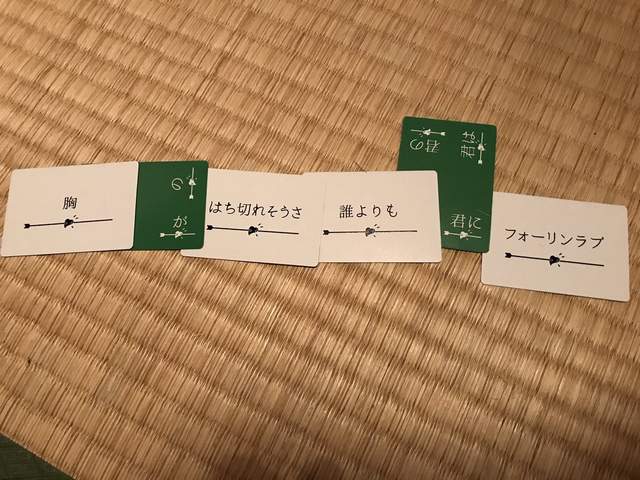 胸
の
が
はち切れそうさ
誰よりも
君の
君は
君に
フォーリンラブ